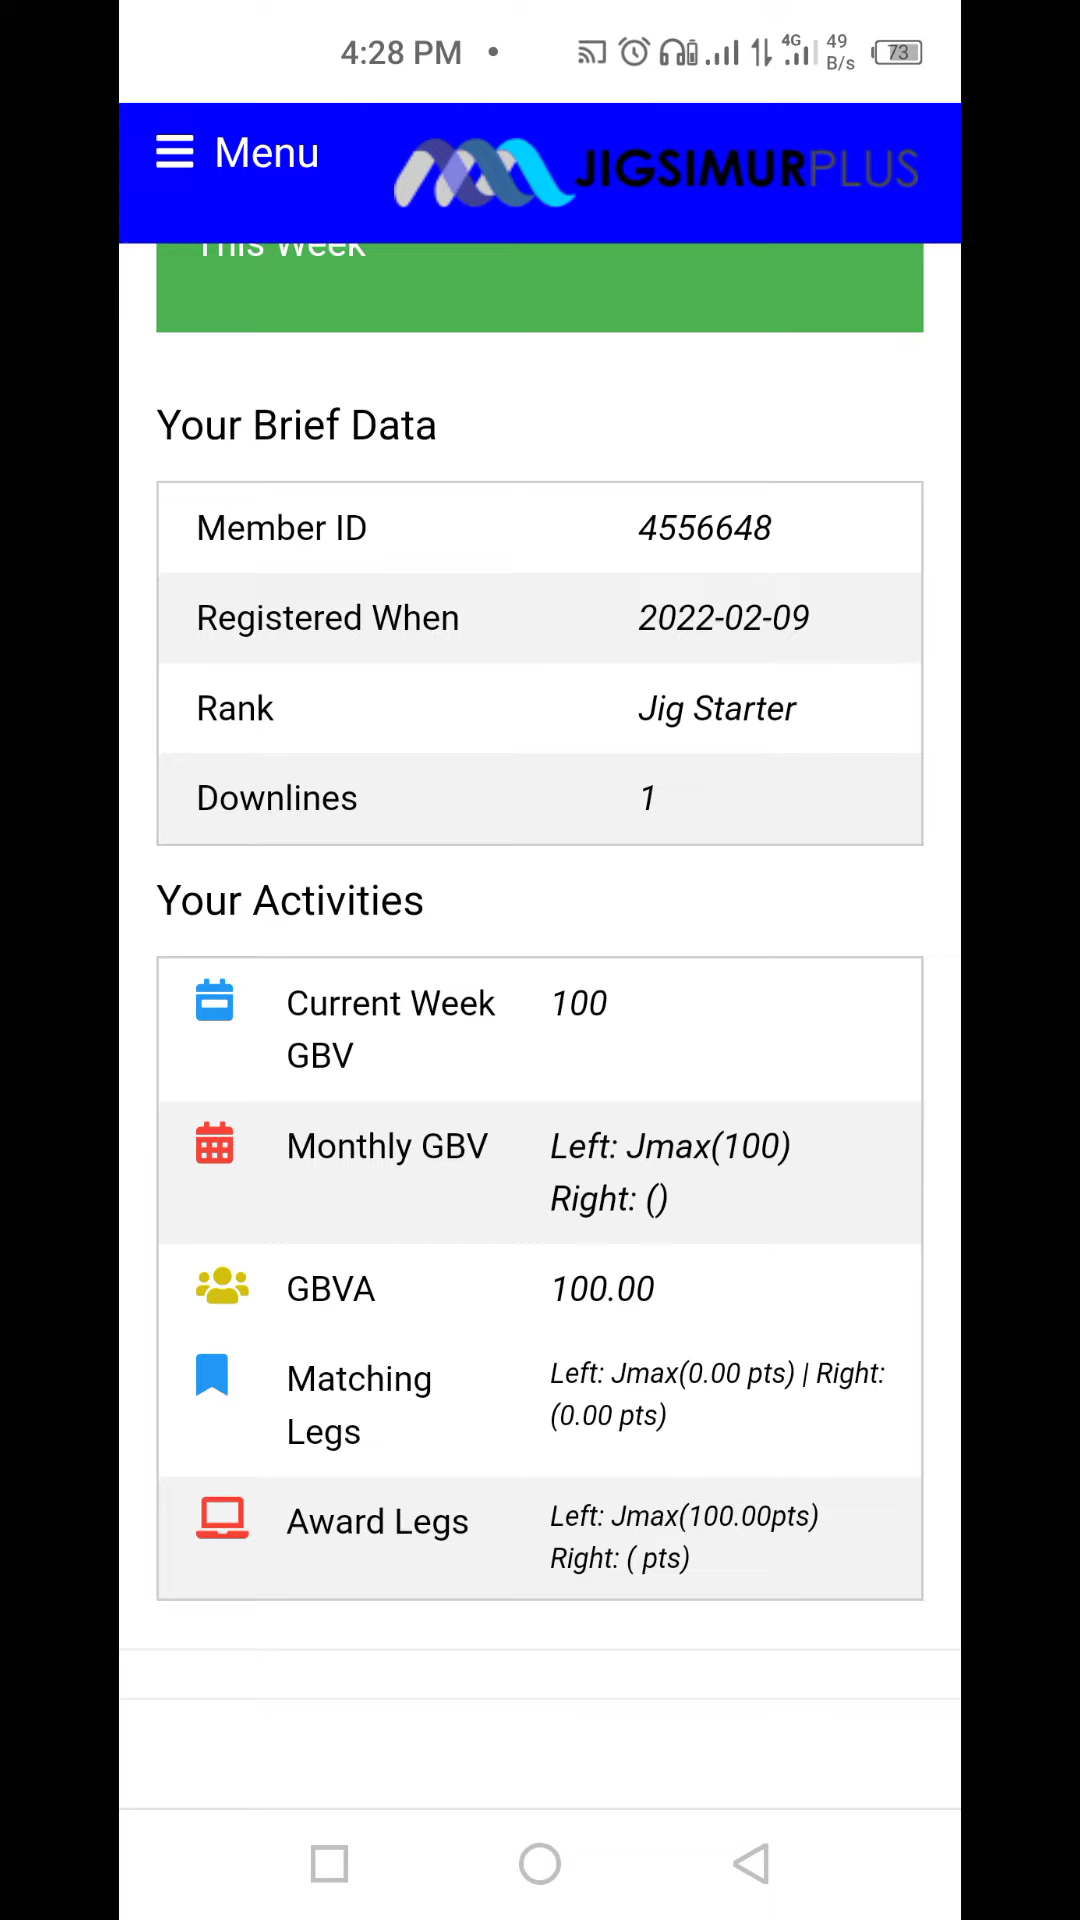 4:28 PM
4G
49
B/s
73
Menu
JIGSIMURPLUS
This Week
Your Brief Data
Member ID 4556648
Registered When 2022-02-09
Rank Jig Starter
Downlines 1
Your Activities
Current Week 100
GBV
Monthly GBV Left: Jmax(100)
Right: ()
GBVA 100.00
Matching Left: Jmax(0.00 pts) | Right:
Legs (0.00 pts)
Award Legs Left: Jmax(100.00pts)
Right: ( pts)